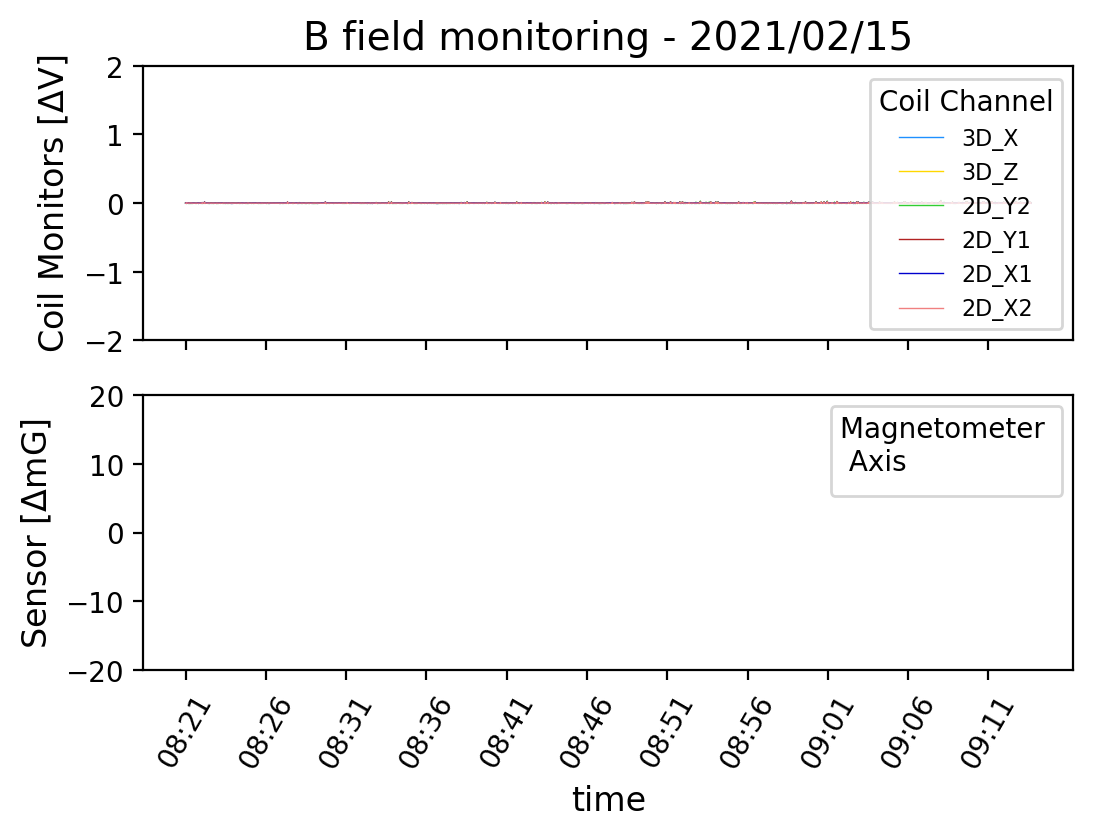 B field monitoring - 2021/02/15
Coil Monitors [ΔV]
2
1
0
−1
−2
Coil Channel
3D_X
3D_Z
2D_Y2
2D_Y1
2D_X1
2D_X2
Sensor [ΔmG]
20
10
0
−10
−20
Magnetometer
Axis
08:21
08:26
08:31
08:36
08:41
08:46
08:51
08:56
09:01
09:06
09:11
time